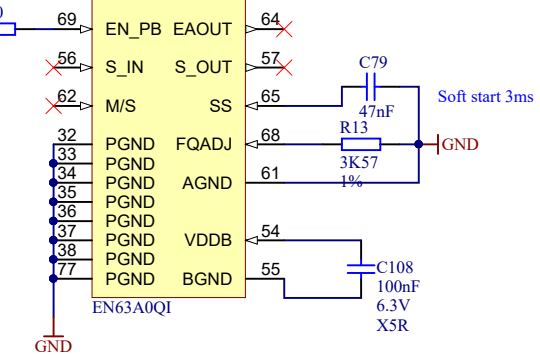 69 EN_PB EAOUT 64
56 S_IN S_OUT 57
C79
62 M/S SS 65
47nF
Soft start 3ms
R13
32 PGND FQADJ 68
GND
33 PGND
3K57
34 PGND AGND 61
1%
35 PGND
36 PGND
37 PGND VDDB 54
38 PGND
77 PGND BGND 55
C108
100nF
6.3V
X5R
EN63A0QI
GND